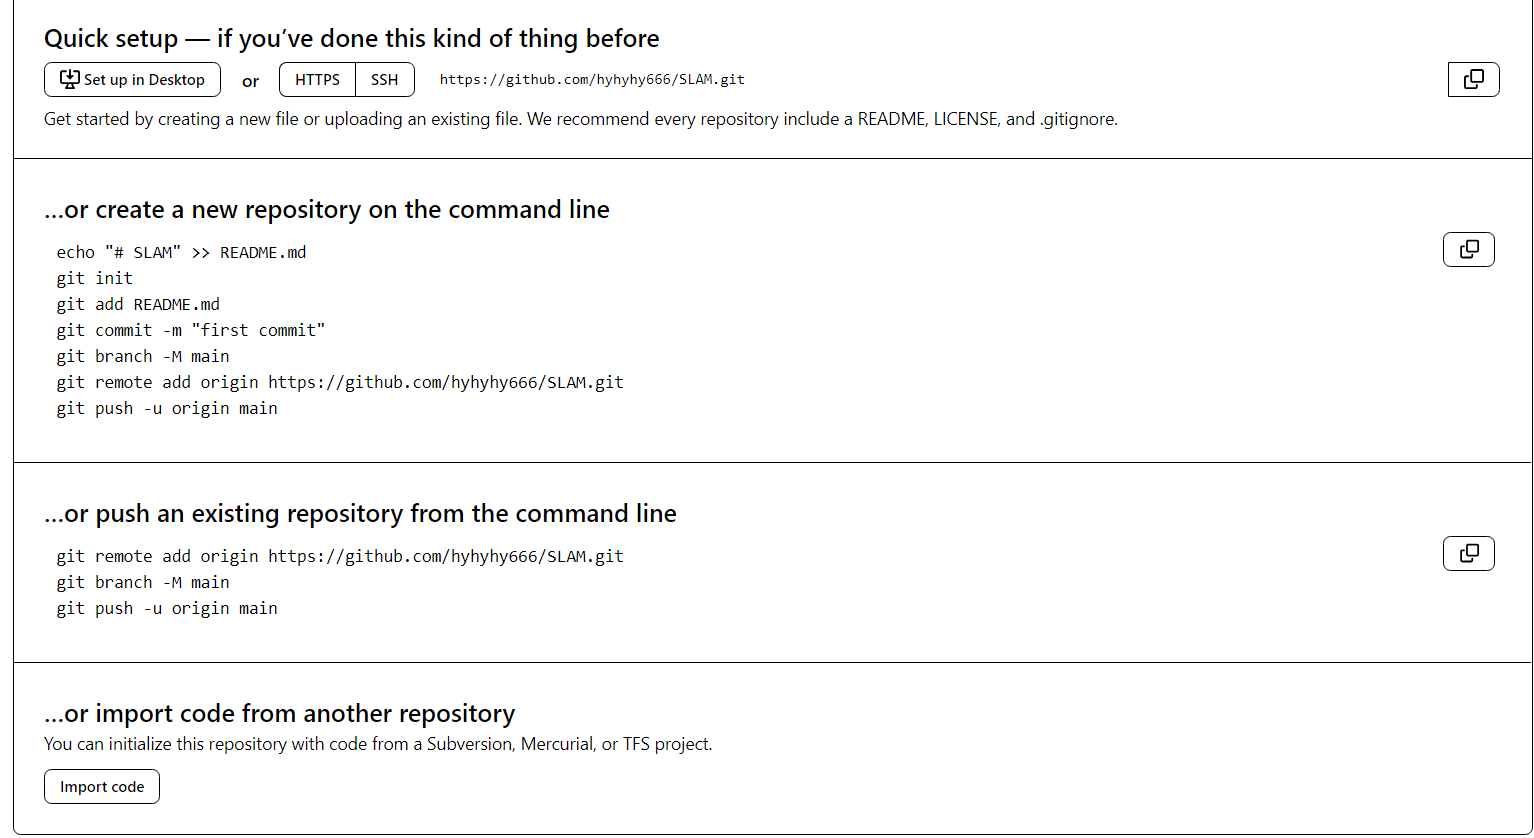 Quick setup — if you’ve done this kind of thing before
Set up in Desktop or HTTPS SSH https://github.com/hyhyhy666/SLAM.git
Get started by creating a new file or uploading an existing file. We recommend every repository include a README, LICENSE, and .gitignore.
…or create a new repository on the command line
echo "# SLAM" >> README.md
git init
git add README.md
git commit -m "first commit"
git branch -M main
git remote add origin https://github.com/hyhyhy666/SLAM.git
git push -u origin main
…or push an existing repository from the command line
git remote add origin https://github.com/hyhyhy666/SLAM.git
git branch -M main
git push -u origin main
…or import code from another repository
You can initialize this repository with code from a Subversion, Mercurial, or TFS project.
Import code